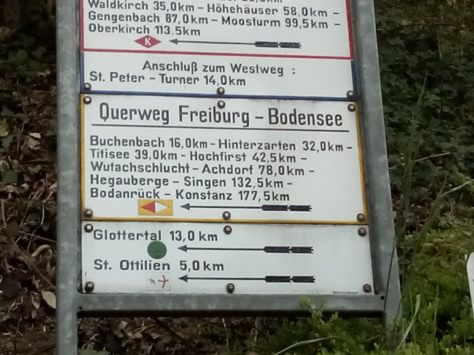 Waldkirch 35,0km - Höhehäuser 58,0km -
Gengenbach 87,0km - Moosturm 99,5km -
Oberkirch 113,5km
Anschluß zum Westweg :
St. Peter - Turner 14,0km
Querweg Freiburg - Bodensee
Buchenbach 16,0km - Hinterzarten 32,0km -
Titisee 39,0km - Hochfirst 42,5km -
Wutachschlucht - Achdorf 78,0km -
Hegauberge - Singen 132,5km -
Bodanrück - Konstanz 177,5km
Glottertal 13,0 km
St. Ottilien 5,0 km